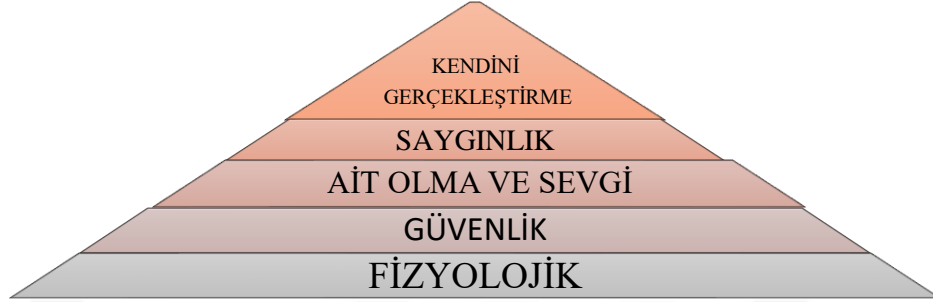 KENDİNİ
GERÇEKLEŞTİRME
SAYGINLIK
AİT OLMA VE SEVGİ
GÜVENLİK
FİZYOLOJİK